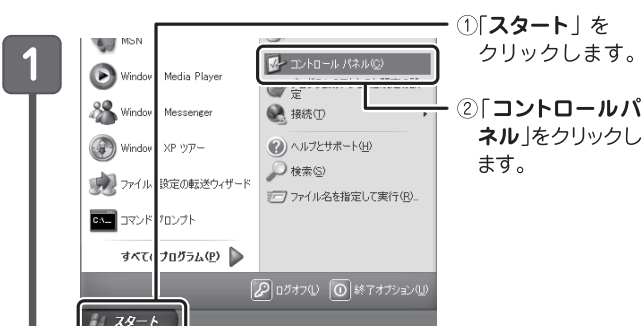 1
①「スタート」を
クリックします。
②「コントロールパ
ネル」をクリックし
ます。
MSN
Windows Media Player
Windows Messenger
Windows XP ツアー
ファイルと設定の転送ウィザード
コマンド プロンプト
すべてのプログラム(P)
コントロール パネル(C)
定
接続(T)
ヘルプとサポート(H)
検索(S)
ファイル名を指定して実行(R)...
ログオフ(L)
終了オプション(U)
スタート